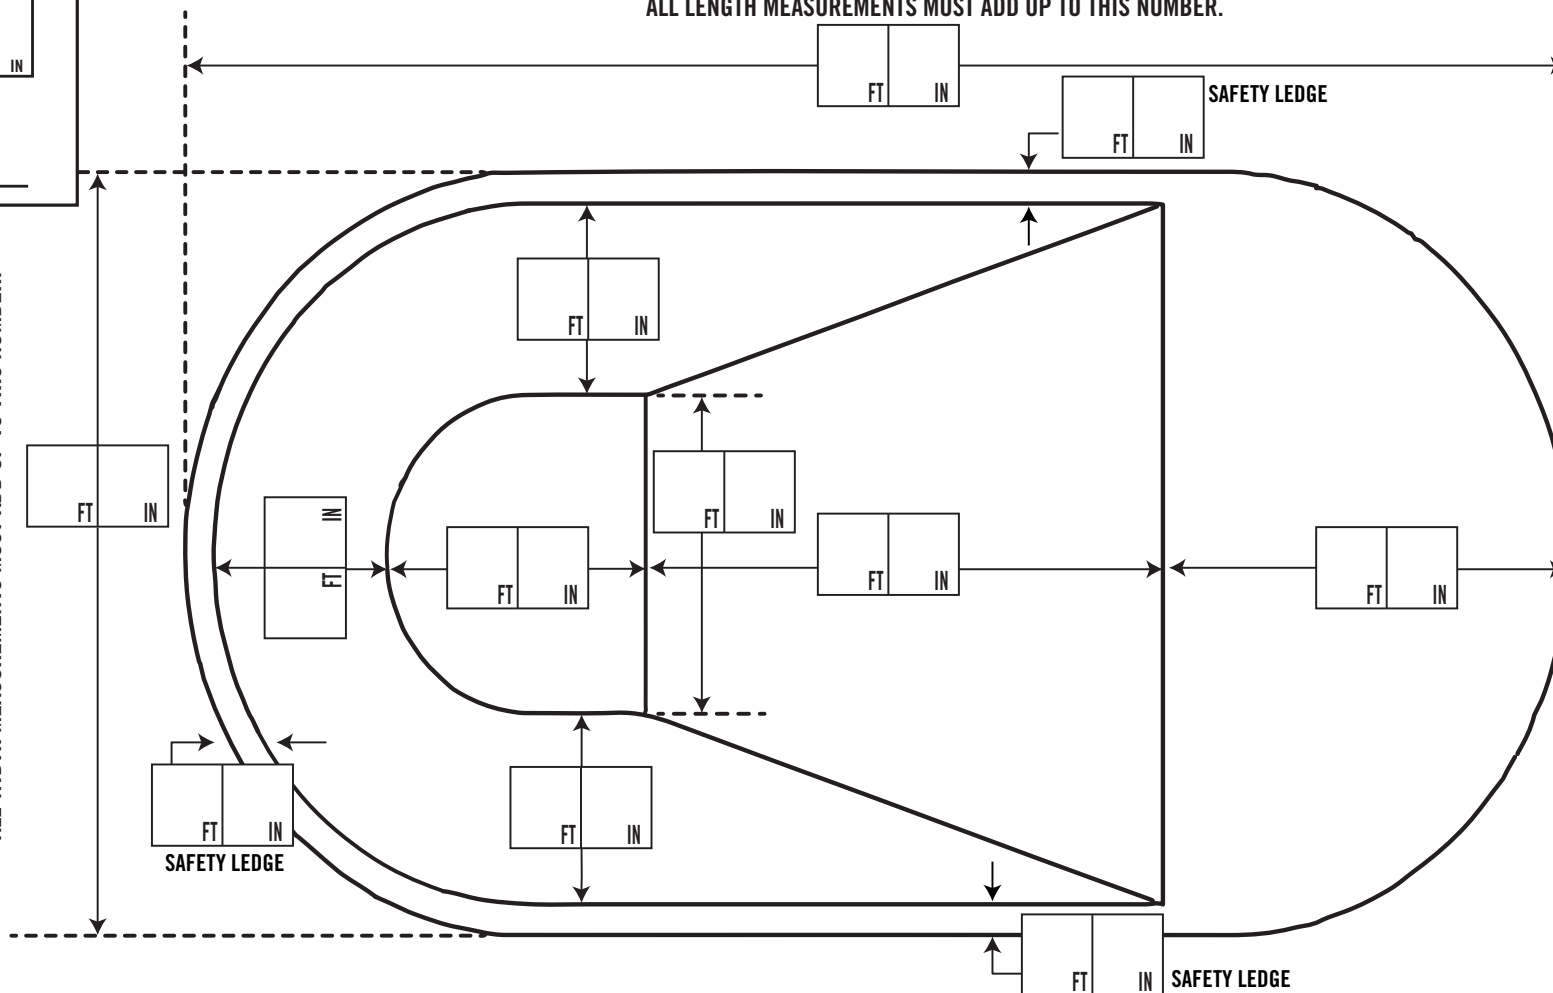 ALL LENGTH MEASUREMENTS MUST ADD UP TO THIS NUMBER.
IN
FT IN
SAFETY LEDGE
FT IN
FT IN
FT IN
FT IN
FT IN
FT IN
FT IN
FT IN
FT IN
SAFETY LEDGE
FT IN
FT IN
SAFETY LEDGE